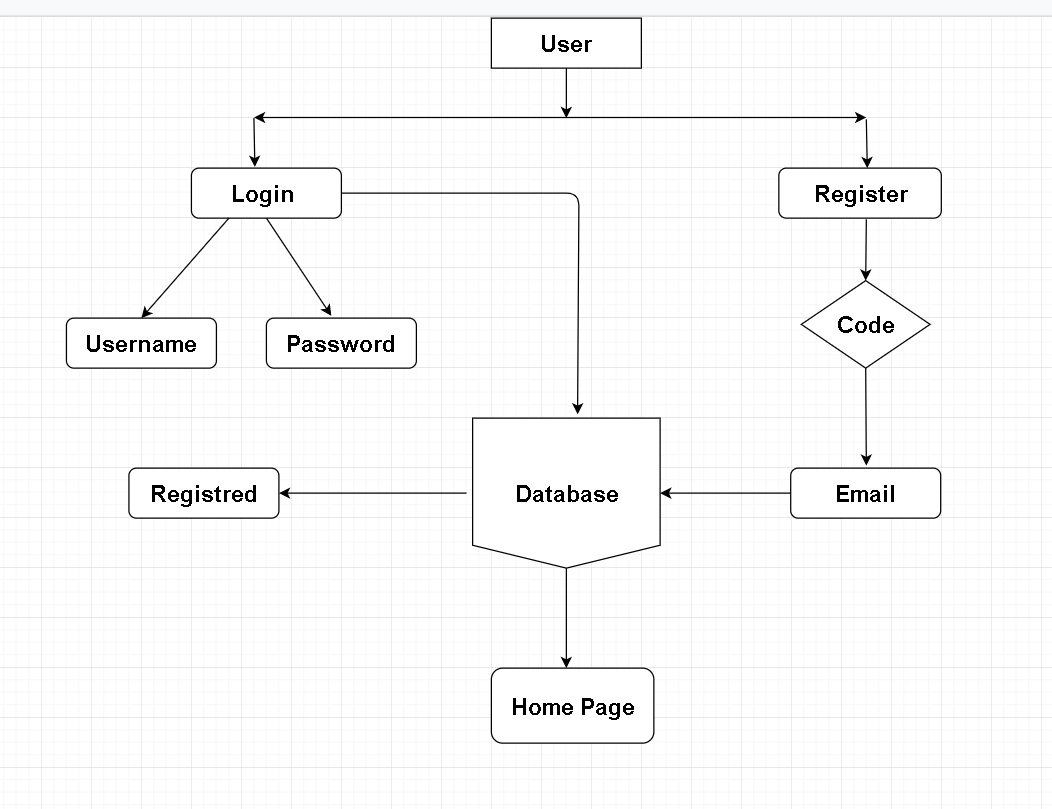 User
Login
Register
Code
Username
Password
Registred
Database
Email
Home Page